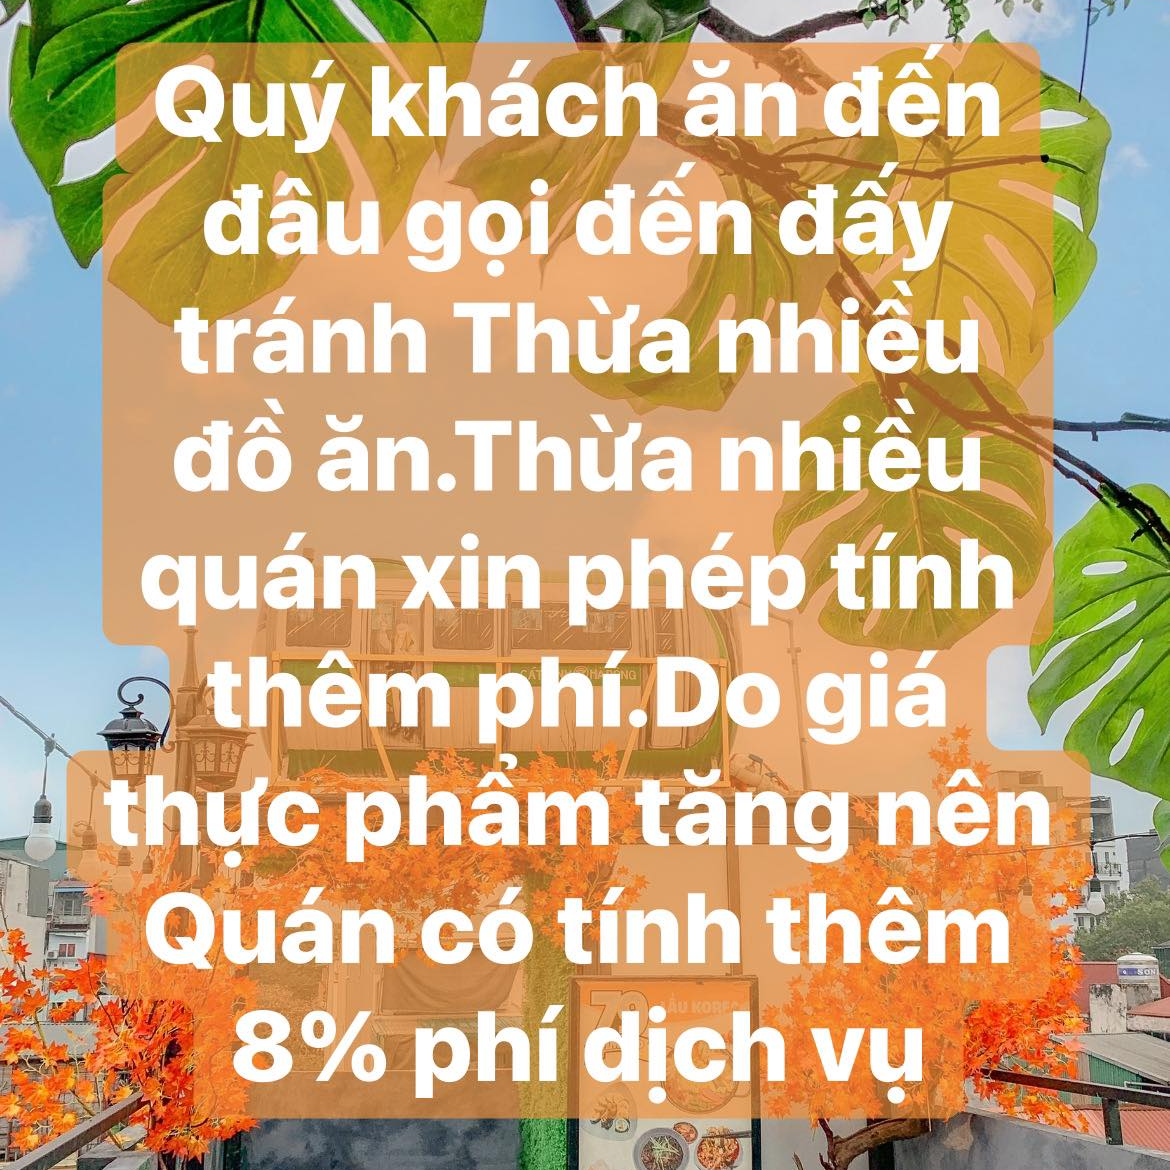 Quý khách ăn đến
đâu gọi đến đấy
tránh Thừa nhiều
đồ ăn.Thừa nhiều
quán xin phép tính
thêm phí.Do giá
thực phẩm tăng nên
Quán có tính thêm
8% phí dịch vụ